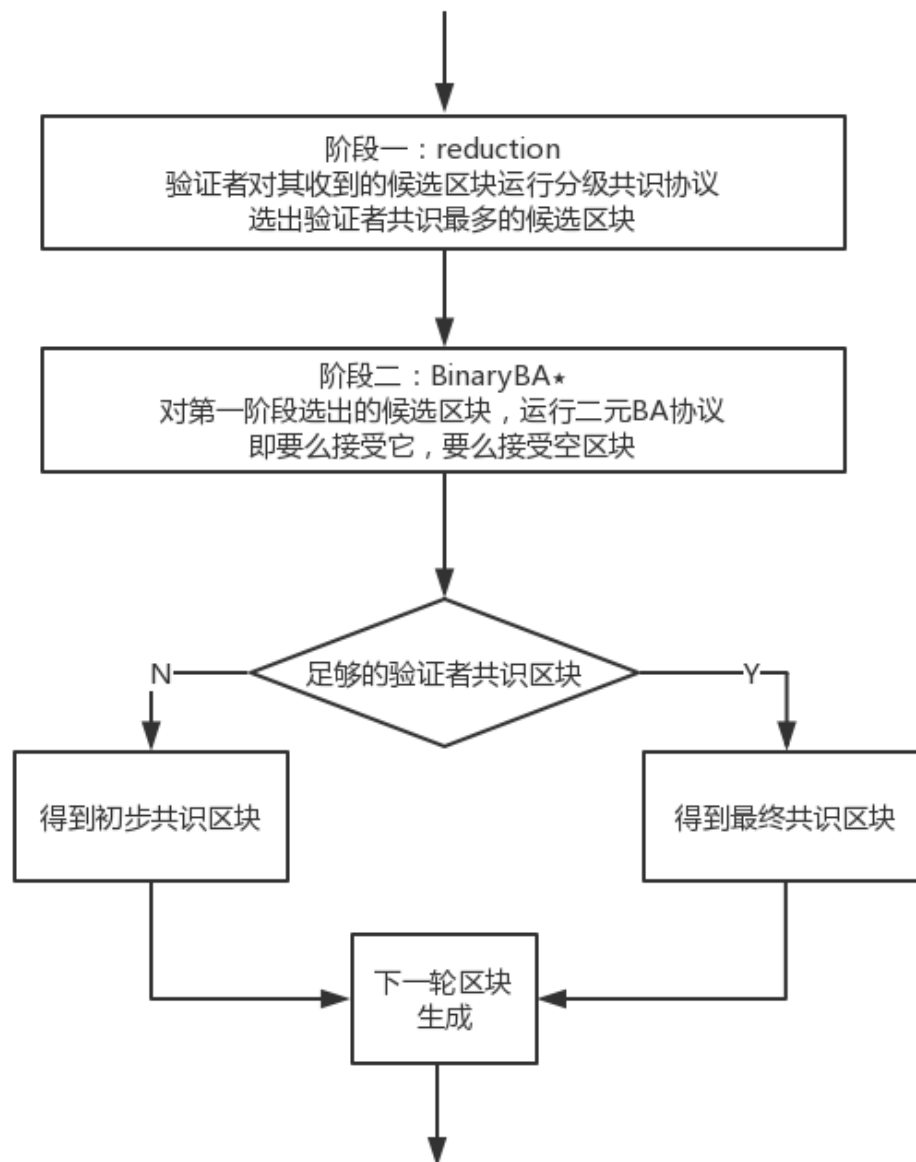 阶段一：reduction
验证者对其收到的候选区块运行分级共识协议
选出验证者共识最多的候选区块
阶段二：BinaryBA⋆
对第一阶段选出的候选区块，运行二元BA协议
即要么接受它，要么接受空区块
足够的验证者共识区块
N
Y
得到初步共识区块
得到最终共识区块
下一轮区块
生成